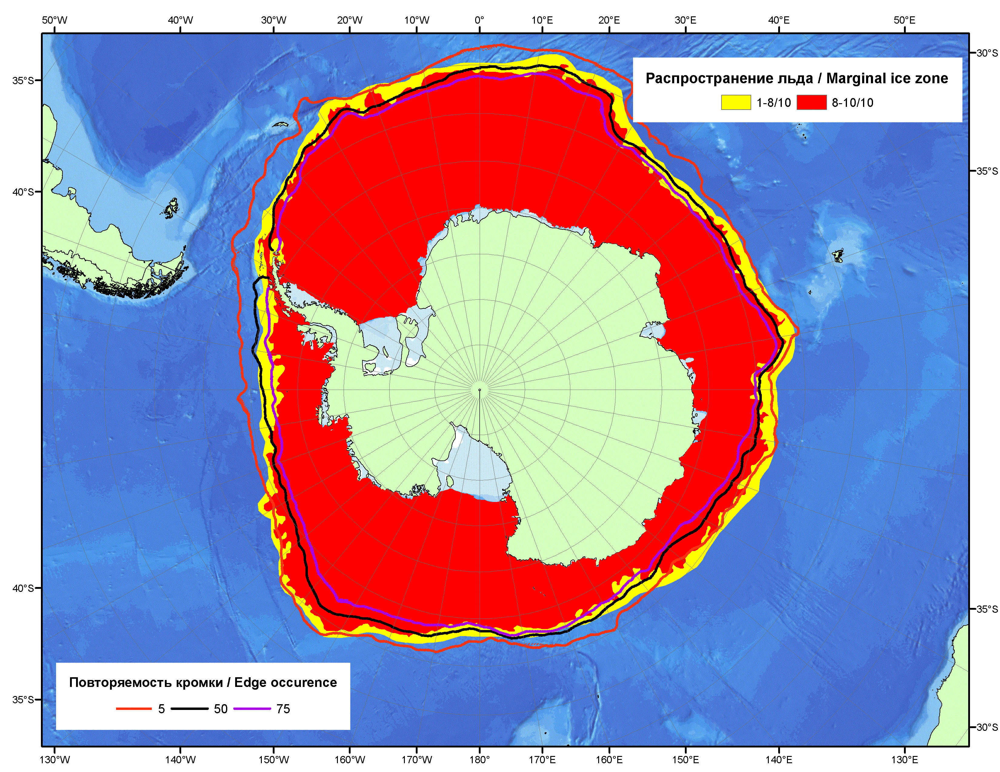 50°W 40°W 30°W 20°W 10°W 0° 10°E 20°E 30°E 40°E 50°E
30°S
35°S
Распространение льда / Marginal ice zone
1-8/10 8-10/10
35°S
40°S
40°S
35°S
Повторяемость кромки / Edge occurence
5 50 75
35°S
30°S
130°W 140°W 150°W 160°W 170°W 180° 170°E 160°E 150°E 140°E 130°E